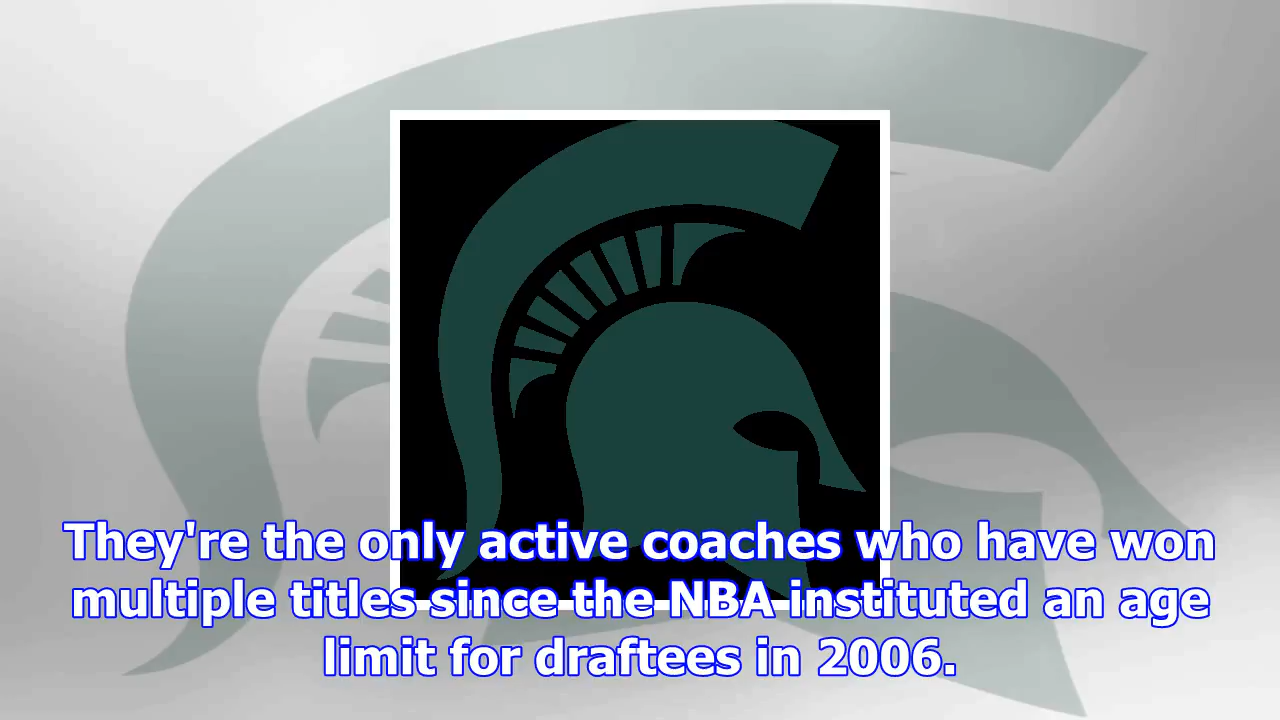 They're the only active coaches who have won
multiple titles since the NBA instituted an age
limit for draftees in 2006.